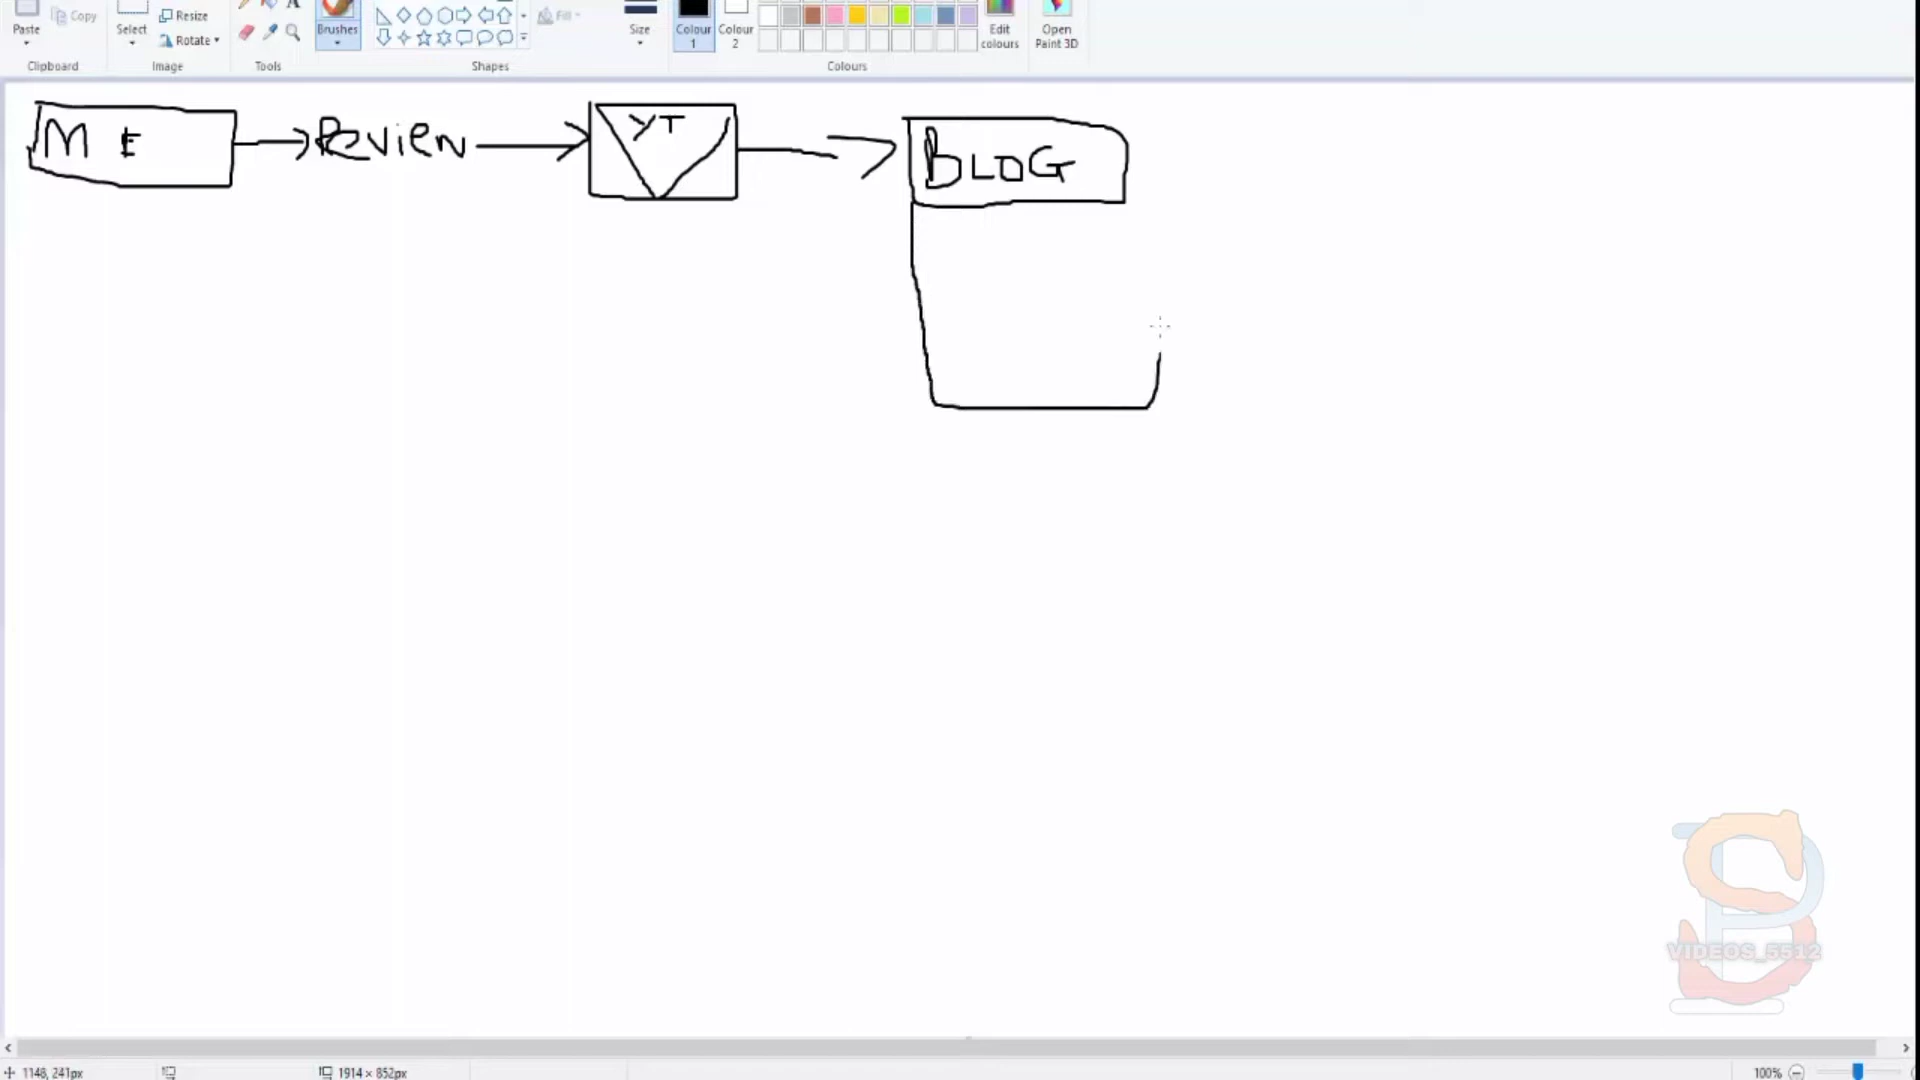 Paste
Copy
Select
Resize
Rotate
Brushes
Fill
Size
Colour 1
Colour 2
Edit colours
Open Paint 3D
Clipboard
Image
Tools
Shapes
Colours
ME
Review
YT
BLOG
VIDEOS_5512
1148, 241px
1914 × 852px
100%